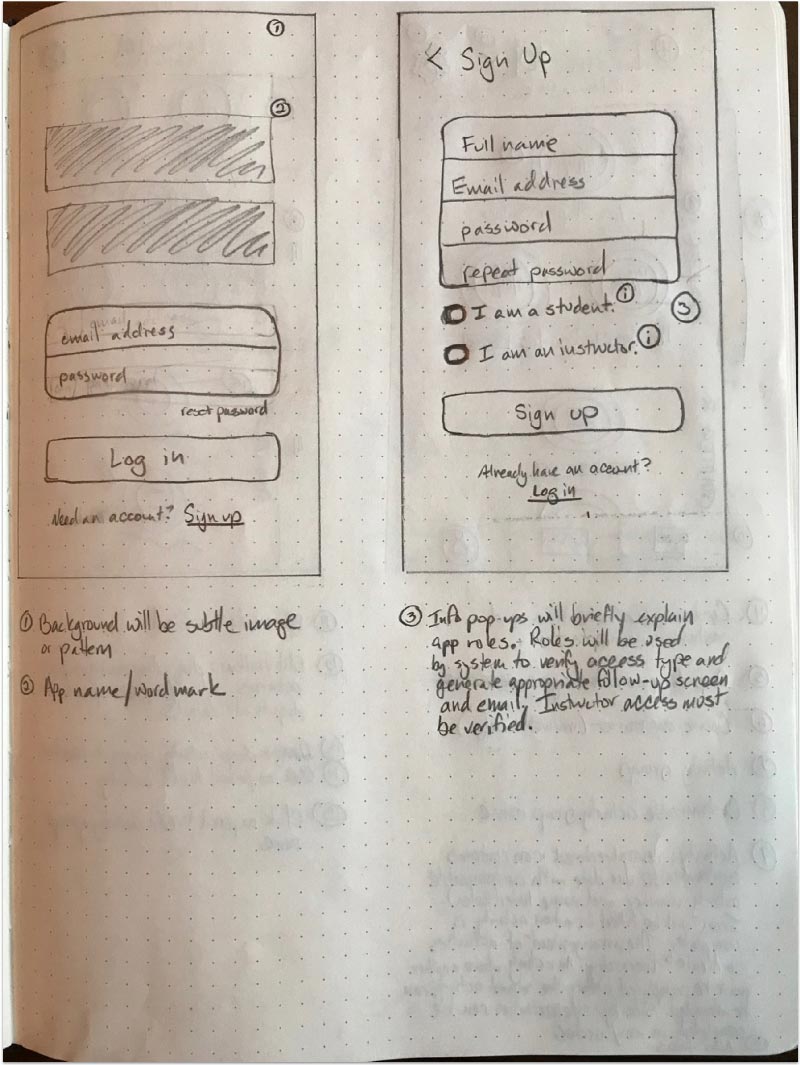 ①
②
email address
password
reset password
Log in
Need an account? Sign up
① Background will be subtle image
or pattern
② App name/word mark
< Sign Up
Full name
Email address
password
repeat password
I am a student. i
③
I am an instructor. i
Sign up
Already have an account?
Log in
③ Info pop-ups will briefly explain
app roles. Roles will be used
by system to verify access type and
generate appropriate follow-up screen
and email. Instructor access must
be verified.